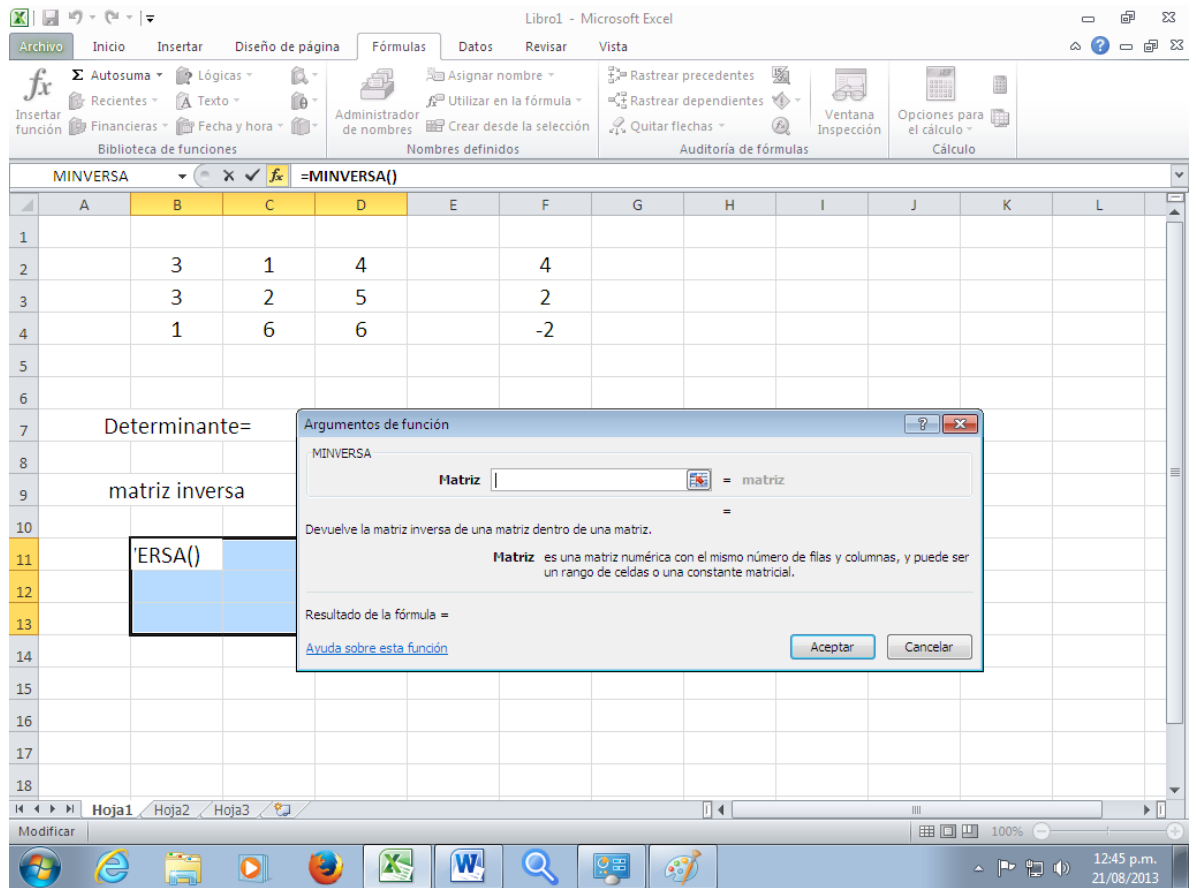 Libro1 - Microsoft Excel
Archivo Inicio Insertar Diseño de página Fórmulas Datos Revisar Vista
fx Insertar función
Σ Autosuma
Recientes
Financieras
Lógicas
Texto
Fecha y hora
Biblioteca de funciones
Administrador de nombres
Asignar nombre
Utilizar en la fórmula
Crear desde la selección
Nombres definidos
Rastrear precedentes
Rastrear dependientes
Quitar flechas
Auditoría de fórmulas
Ventana Inspección
Opciones para el cálculo
Cálculo
MINVERSA fx =MINVERSA()
A B C D E F G H I J K L
1
2 3 1 4 4
3 3 2 5 2
4 1 6 6 -2
5
6
7 Determinante=
8
9 matriz inversa
10
11 'ERSA()
12
13
14
15
16
17
18
Argumentos de función
MINVERSA
Matriz = matriz
=
Devuelve la matriz inversa de una matriz dentro de una matriz.
Matriz es una matriz numérica con el mismo número de filas y columnas, y puede ser
un rango de celdas o una constante matricial.
Resultado de la fórmula =
Ayuda sobre esta función
Aceptar Cancelar
Hoja1 Hoja2 Hoja3
Modificar 100%
12:45 p.m.
21/08/2013